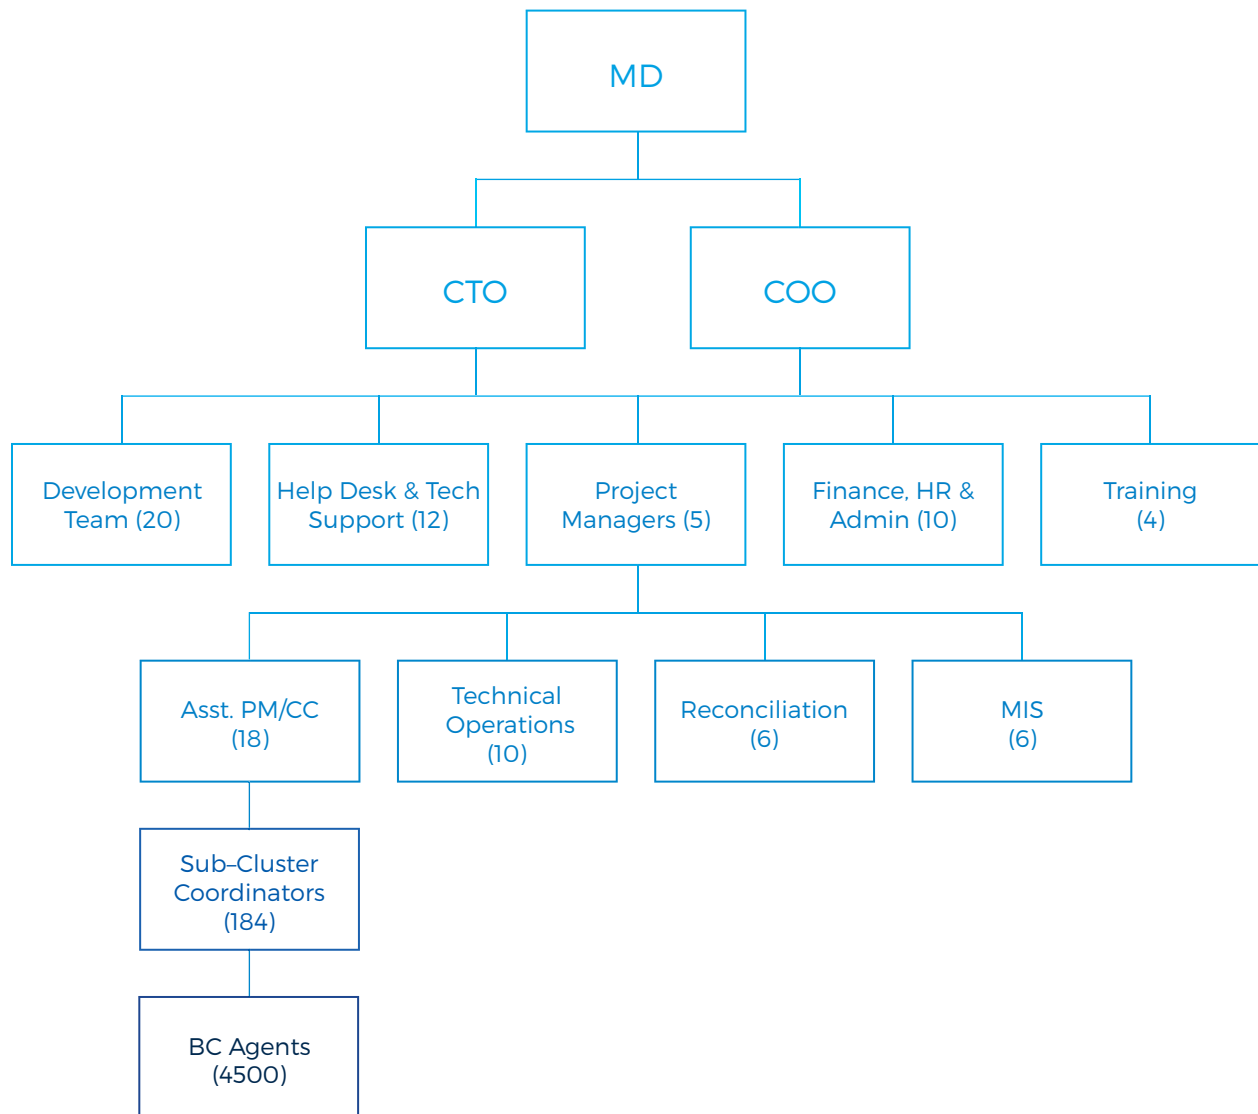 MD
CTO
COO
Development
Team (20)
Help Desk & Tech
Support (12)
Project
Managers (5)
Finance, HR &
Admin (10)
Training
(4)
Asst. PM/CC
(18)
Technical
Operations
(10)
Reconciliation
(6)
MIS
(6)
Sub–Cluster
Coordinators
(184)
BC Agents
(4500)